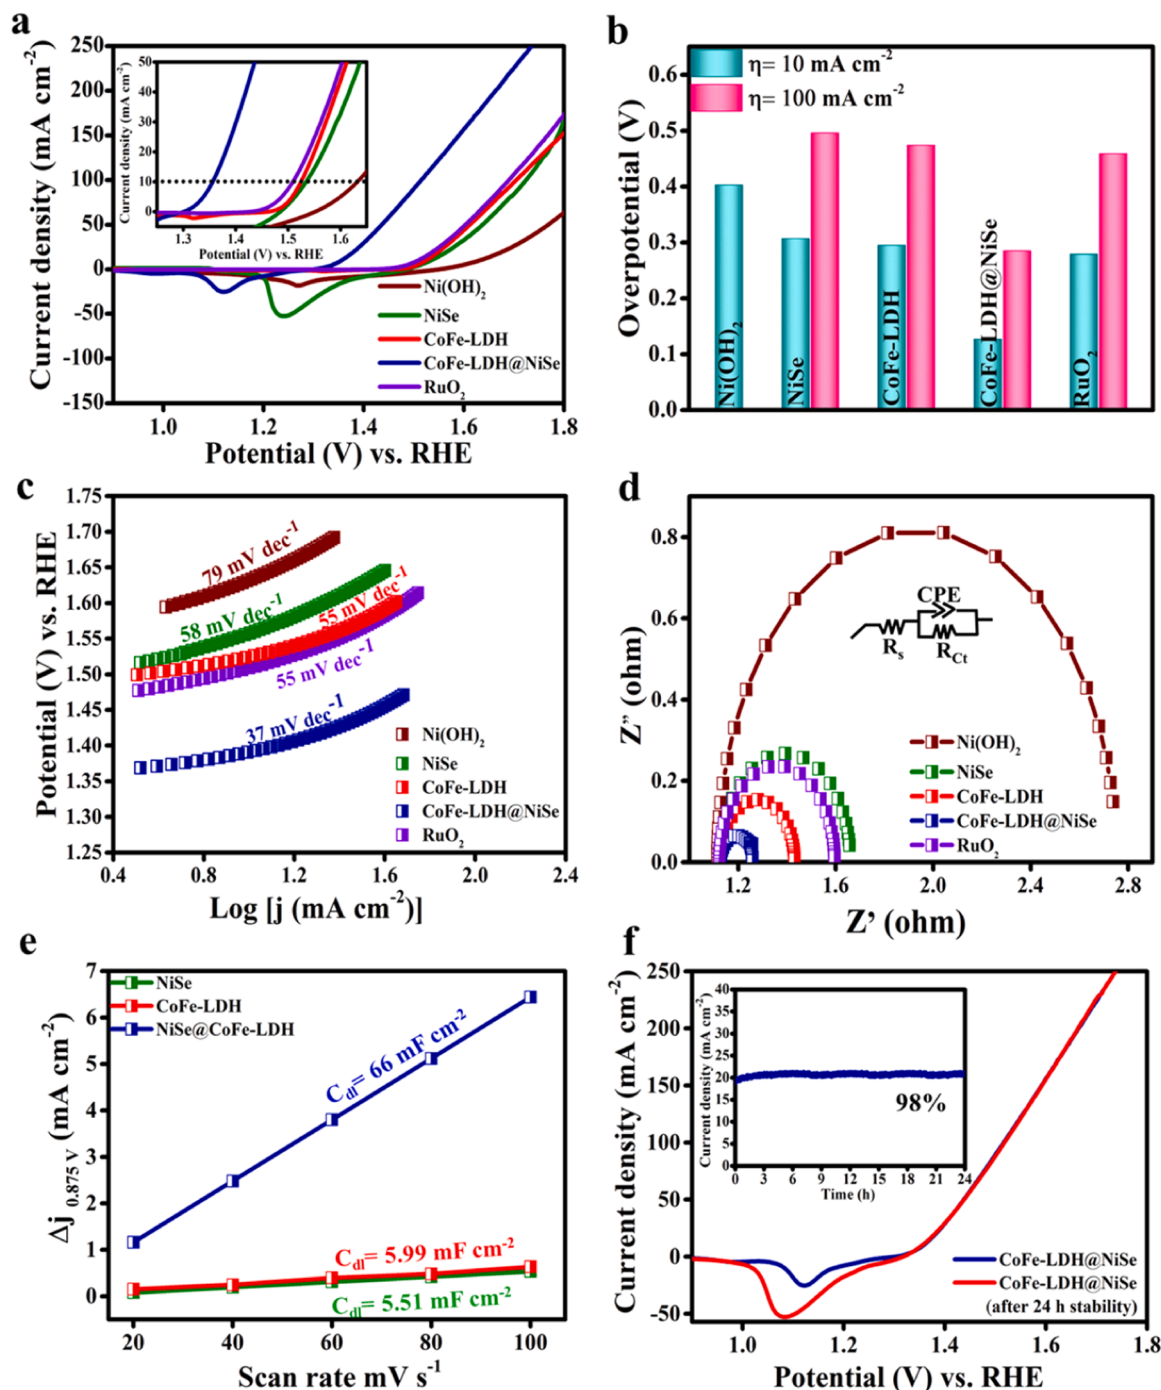 a
Current density (mA cm-2)
250
200
150
100
50
0
-50
-100
-150
1.0
1.2
1.4
1.6
1.8
Potential (V) vs. RHE
Current density (mA cm-2)
50
40
30
20
10
0
1.3
1.4
1.5
1.6
Potential (V) vs. RHE
Ni(OH)2
NiSe
CoFe-LDH
CoFe-LDH@NiSe
RuO2
b
Overpotential (V)
0.6
0.5
0.4
0.3
0.2
0.1
0.0
η= 10 mA cm-2
η= 100 mA cm-2
Ni(OH)2
NiSe
CoFe-LDH
CoFe-LDH@NiSe
RuO2
c
Potential (V) vs. RHE
1.75
1.70
1.65
1.60
1.55
1.50
1.45
1.40
1.35
1.30
1.25
0.4
0.8
1.2
1.6
2.0
2.4
Log [j (mA cm-2)]
79 mV dec-1
58 mV dec-1
55 mV dec-1
55 mV dec-1
37 mV dec-1
Ni(OH)2
NiSe
CoFe-LDH
CoFe-LDH@NiSe
RuO2
d
Z” (ohm)
0.8
0.4
0.2
0.0
1.2
1.6
2.0
2.4
2.8
Z’ (ohm)
CPE
Rs
RCt
Ni(OH)2
NiSe
CoFe-LDH
CoFe-LDH@NiSe
RuO2
e
Δj 0.875 V (mA cm-2)
7
6
5
4
3
2
1
0
20
40
60
80
100
Scan rate mV s-1
NiSe
CoFe-LDH
NiSe@CoFe-LDH
Cdl= 66 mF cm-2
Cdl= 5.99 mF cm-2
Cdl= 5.51 mF cm-2
f
Current density (mA cm-2)
250
200
150
100
50
0
-50
1.0
1.2
1.4
1.6
1.8
Potential (V) vs. RHE
Current density (mA cm-2)
40
35
30
25
20
15
10
5
0
0
3
6
9
12
15
18
21
24
Time (h)
98%
CoFe-LDH@NiSe
CoFe-LDH@NiSe
(after 24 h stability)